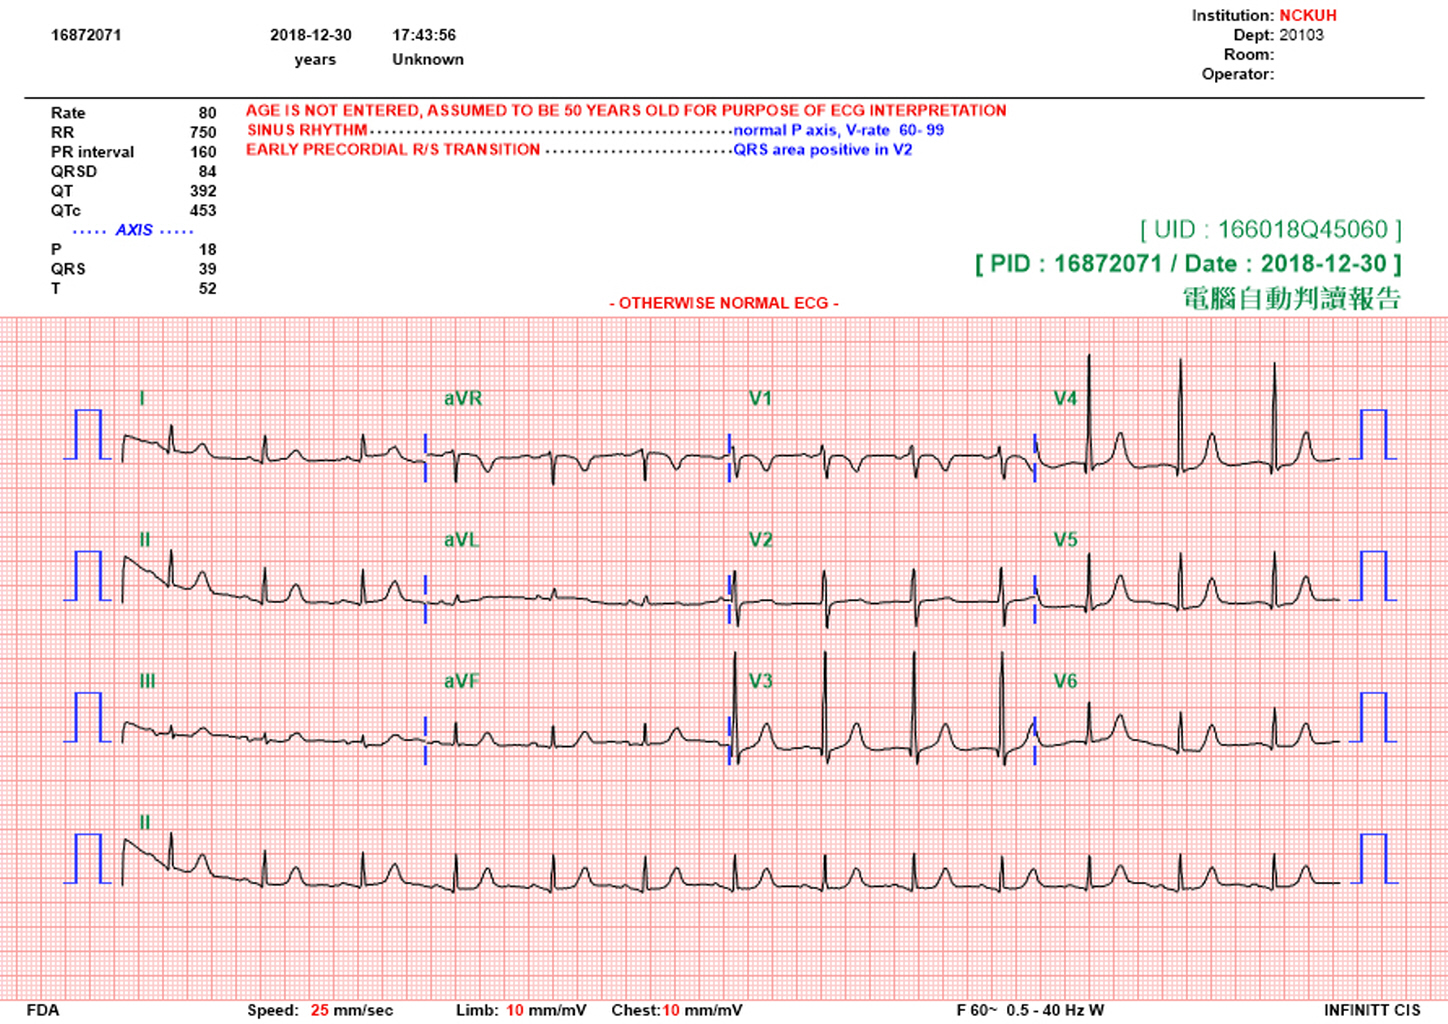 Institution: NCKUH
16872071 2018-12-30 17:43:56 Dept: 20103
years Unknown Room:
Operator:
Rate 80 AGE IS NOT ENTERED, ASSUMED TO BE 50 YEARS OLD FOR PURPOSE OF ECG INTERPRETATION
RR 750 SINUS RHYTHM normal P axis, V-rate 60- 99
PR interval 160 EARLY PRECORDIAL R/S TRANSITION QRS area positive in V2
QRSD 84
QT 392
QTc 453
..... AXIS .....
P 18
QRS 39
T 52
[ UID : 166018Q45060 ]
[ PID : 16872071 / Date : 2018-12-30 ]
電腦自動判讀報告
- OTHERWISE NORMAL ECG -
I aVR V1 V4
II aVL V2 V5
III aVF V3 V6
II
FDA Speed: 25 mm/sec Limb: 10 mm/mV Chest:10 mm/mV F 60~ 0.5 - 40 Hz W INFINITT CIS